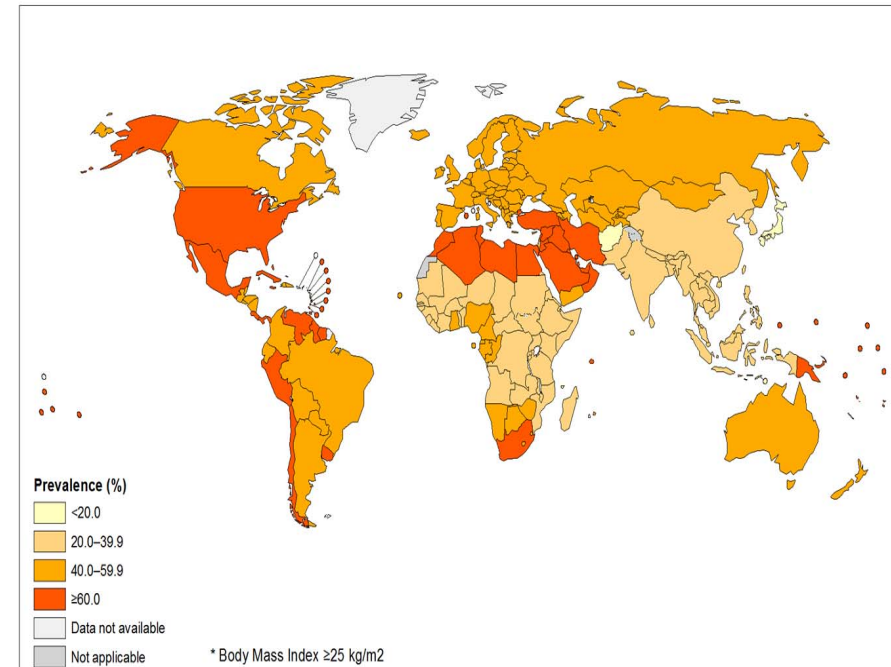 Prevalence (%)
<20.0
20.0–39.9
40.0–59.9
≥60.0
Data not available
Not applicable
* Body Mass Index ≥25 kg/m2